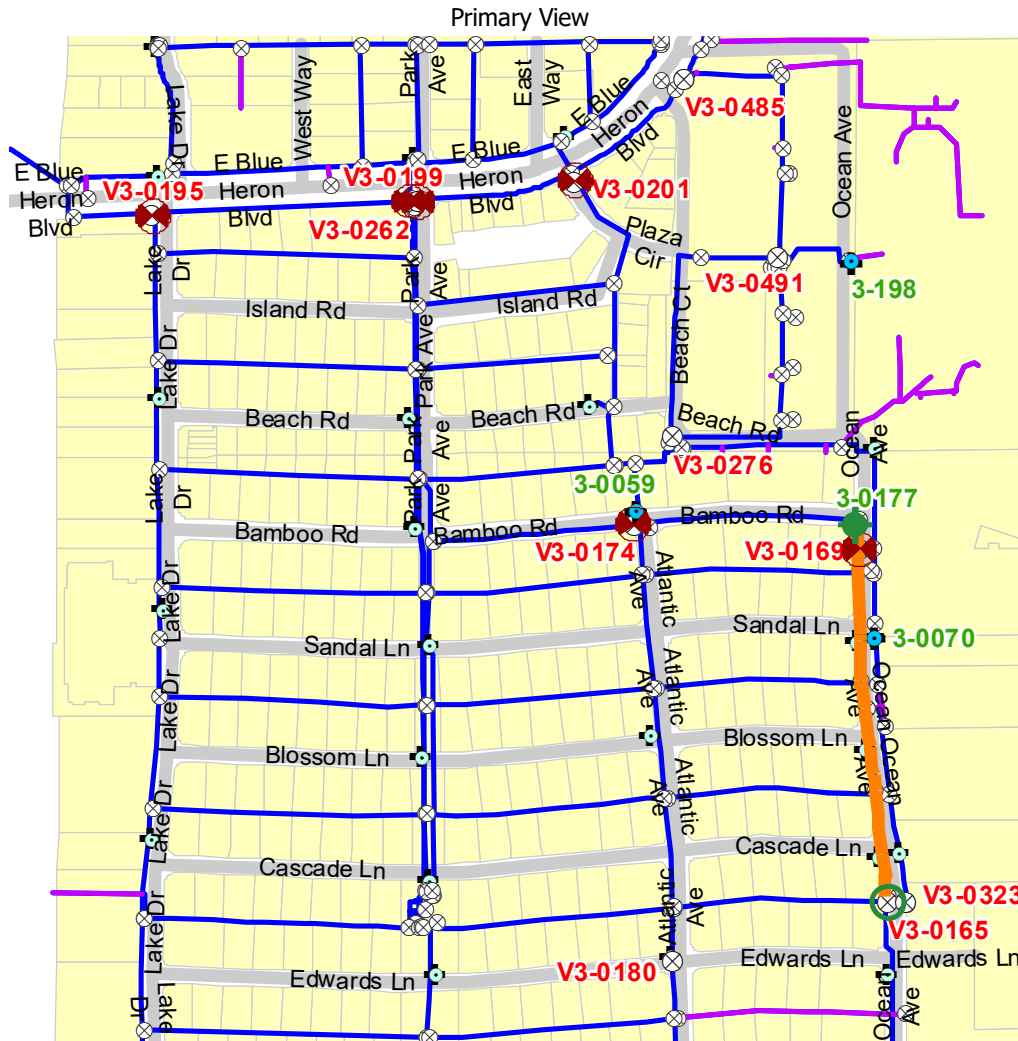 Primary View
Lake Dr
West Way
Park
Ave
East
Way
E Blue
Heron
Blvd
V3-0485
Ocean Ave
E Blue
Heron
Blvd
E Blue
Heron
Blvd
E Blue
Heron
Blvd
V3-0195
V3-0199
V3-0262
V3-0201
Plaza
Cir
V3-0491
3-198
Lake
Dr
Park
Ave
Island Rd
Island Rd
Beach Ct
Lake Dr
Park Ave
Beach Rd
Beach Rd
Beach Rd
Park
Ave
Ocean
Ave
V3-0276
3-0059
3-0177
Lake
Dr
Park
Ave
Bamboo Rd
Bamboo Rd
Bamboo Rd
V3-0174
V3-0169
Lake Dr
Atlantic
Ave
Sandal Ln
Sandal Ln
3-0070
Lake Dr
Atlantic
Ave
Ocean
Ave
Blossom Ln
Blossom Ln
Ocean
Ave
Lake Dr
Atlantic
Ave
Cascade Ln
Cascade Ln
Lake Dr
Atlantic
Ave
V3-0323
V3-0165
V3-0180
Edwards Ln
Edwards Ln
Edwards Ln
Lake
Dr
Ocean
Ave